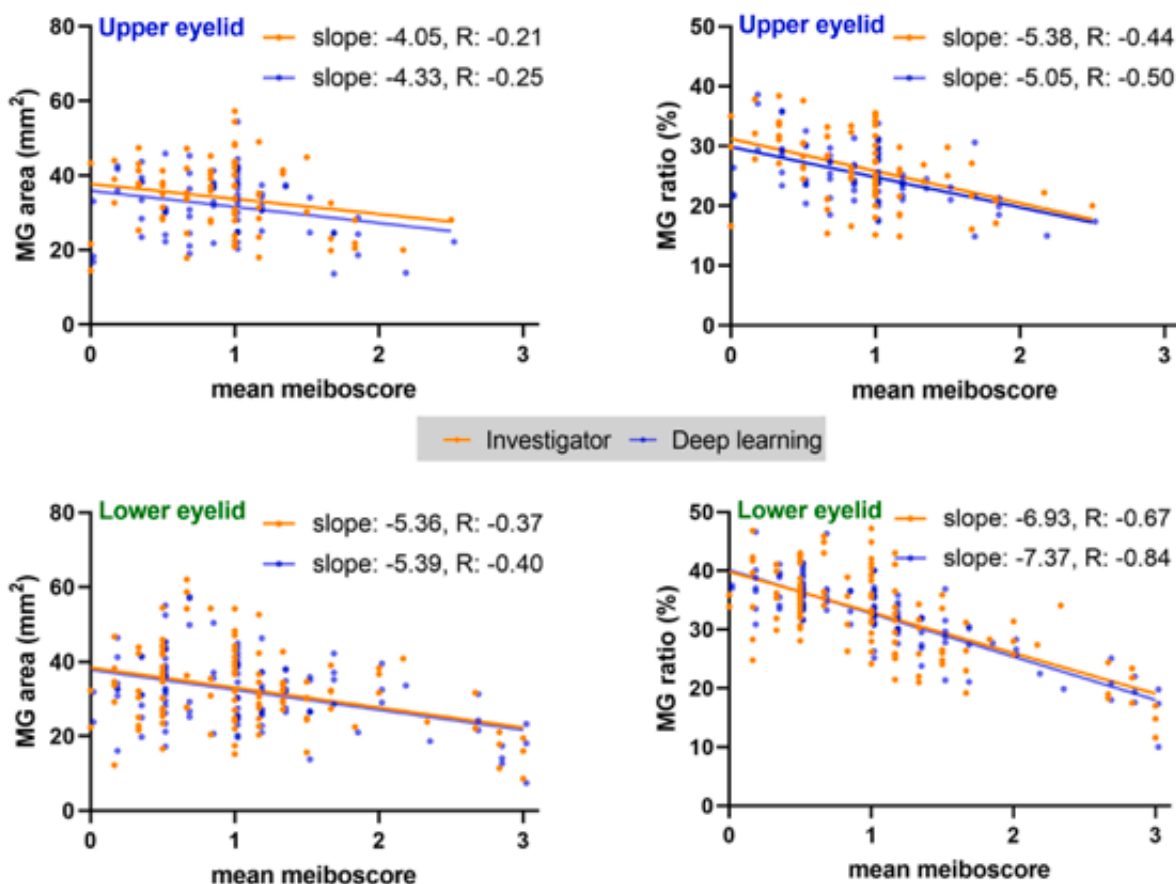 Upper eyelid
slope: -4.05, R: -0.21
slope: -4.33, R: -0.25
MG area (mm²)
80
60
40
20
0
0 1 2 3
mean meiboscore
Upper eyelid
slope: -5.38, R: -0.44
slope: -5.05, R: -0.50
MG ratio (%)
50
40
30
20
10
0
0 1 2 3
mean meiboscore
Investigator Deep learning
Lower eyelid
slope: -5.36, R: -0.37
slope: -5.39, R: -0.40
MG area (mm²)
80
60
40
20
0
0 1 2 3
mean meiboscore
Lower eyelid
slope: -6.93, R: -0.67
slope: -7.37, R: -0.84
MG ratio (%)
50
40
30
20
10
0
0 1 2 3
mean meiboscore